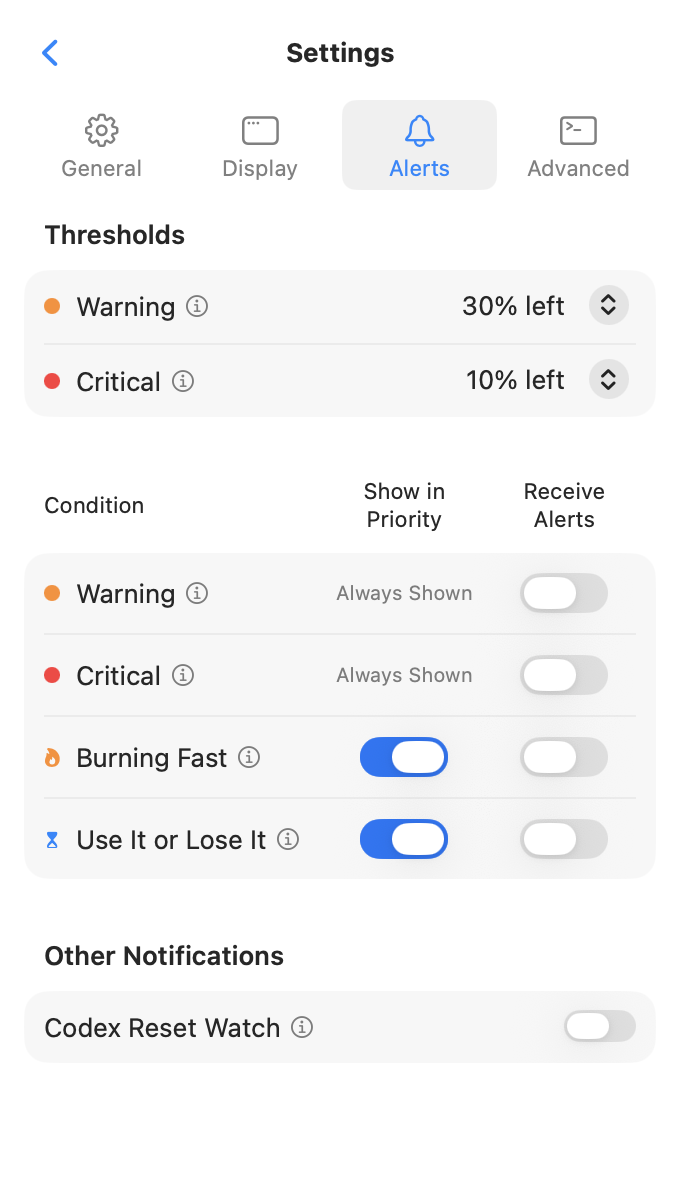 Settings
General
Display
Alerts
Advanced
Thresholds
Warning
30% left
Critical
10% left
Condition
Show in
Priority
Receive
Alerts
Warning
Always Shown
Critical
Always Shown
Burning Fast
Use It or Lose It
Other Notifications
Codex Reset Watch